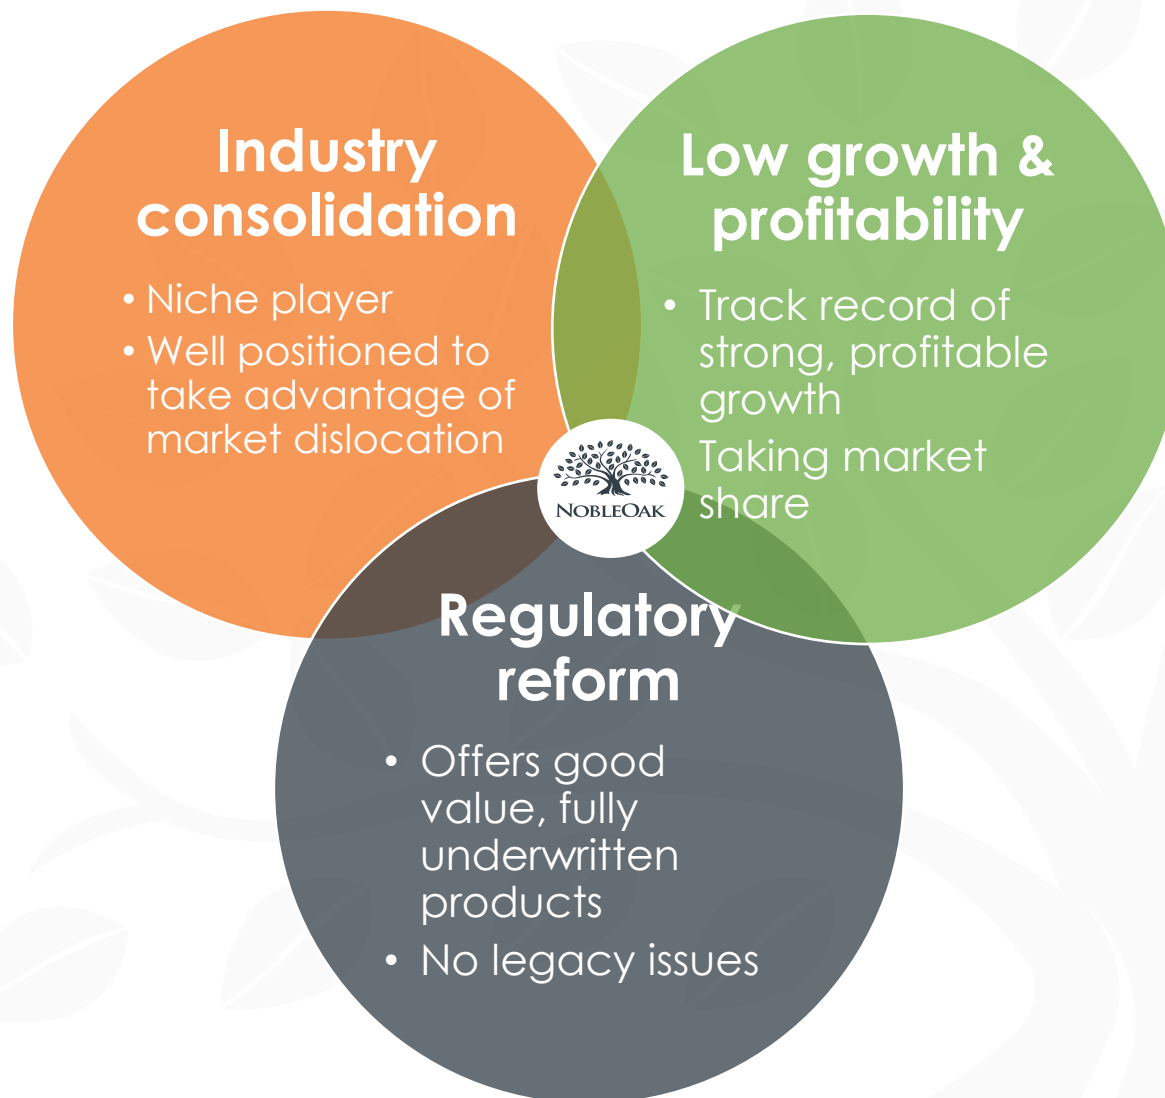 Industry
consolidation
• Niche player
• Well positioned to
take advantage of
market dislocation
Low growth &
profitability
• Track record of
strong, profitable
growth
Taking market
share
NOBLEOAK
Regulatory
reform
• Offers good
value, fully
underwritten
products
• No legacy issues